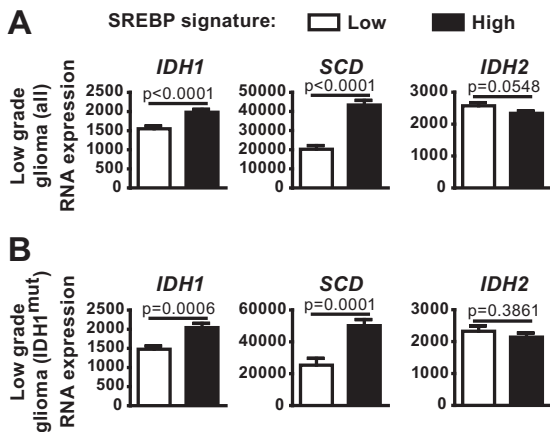 A
SREBP signature: Low High
Low grade
glioma (all)
RNA expression
IDH1
p<0.0001
2500
2000
1500
1000
500
0
SCD
p<0.0001
50000
40000
30000
20000
10000
0
IDH2
p=0.0548
3000
2000
1000
0
B
Low grade
glioma (IDH1mut)
RNA expression
IDH1
p=0.0006
2500
2000
1500
1000
500
0
SCD
p=0.0001
60000
40000
20000
0
IDH2
p=0.3861
3000
2000
1000
0